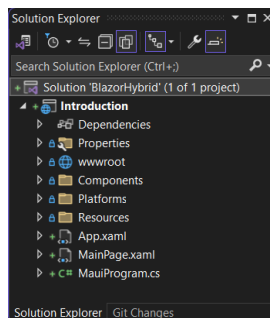 Solution Explorer
Search Solution Explorer (Ctrl+;)
Solution 'BlazorHybrid' (1 of 1 project)
Introduction
Dependencies
Properties
wwwroot
Components
Platforms
Resources
App.xaml
MainPage.xaml
C# MauiProgram.cs
Solution Explorer Git Changes